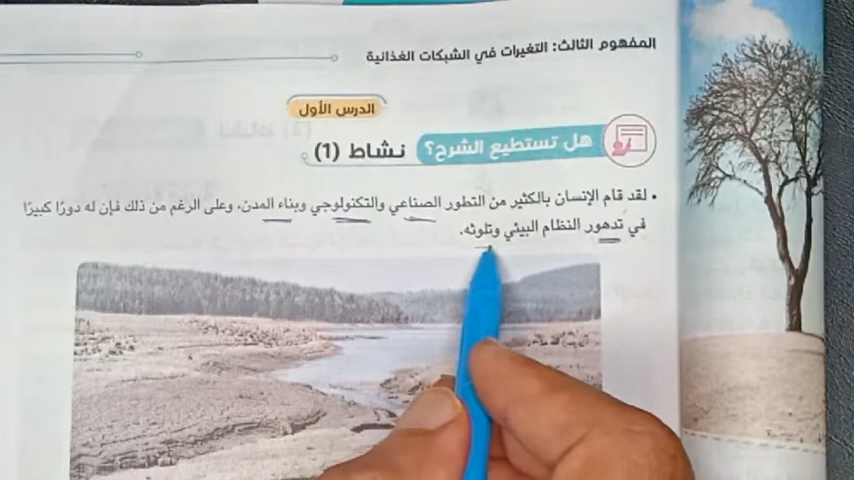 المفهوم الثالث: التغيرات في الشبكات الغذائية
الدرس الأول
هل تستطيع الشرح؟ نشاط (1)
• لقد قام الإنسان بالكثير من التطور الصناعي والتكنولوجي وبناء المدن، وعلى الرغم من ذلك فإن له دورًا كبيرًا
في تدهور النظام البيئي وتلوثه.